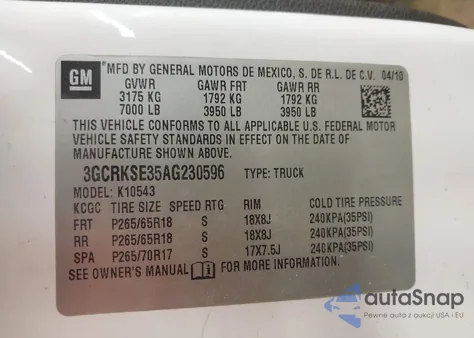 GM *MFD BY GENERAL MOTORS DE MEXICO, S. DE R.L. DE C.V. 04/10
GVWR GAWR FRT GAWR RR
3175 KG 1792 KG 1792 KG
7000 LB 3950 LB 3950 LB
THIS VEHICLE CONFORMS TO ALL APPLICABLE U.S. FEDERAL MOTOR
VEHICLE SAFETY STANDARDS IN EFFECT ON THE DATE OF
MANUFACTURE SHOWN ABOVE.
3GCRKSE35AG230596 TYPE: TRUCK
MODEL: K10543
KCGC TIRE SIZE SPEED RTG RIM COLD TIRE PRESSURE
FRT P265/65R18 S 18X8J 240KPA(35PSI)
RR P265/65R18 S 18X8J 240KPA(35PSI)
SPA P265/70R17 S 17X7.5J 240KPA(35PSI)
SEE OWNER'S MANUAL FOR MORE INFORMATION.
autoSnap
Pewne auta z aukcji USA i EU